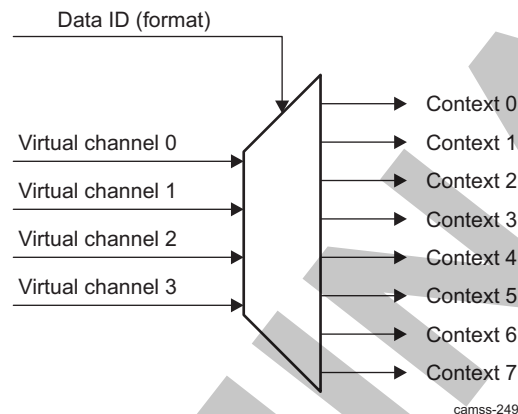 Data ID (format)
Context 0
Virtual channel 0
Context 1
Virtual channel 1
Context 2
Virtual channel 2
Context 3
Virtual channel 3
Context 4
Context 5
Context 6
Context 7
camss-249